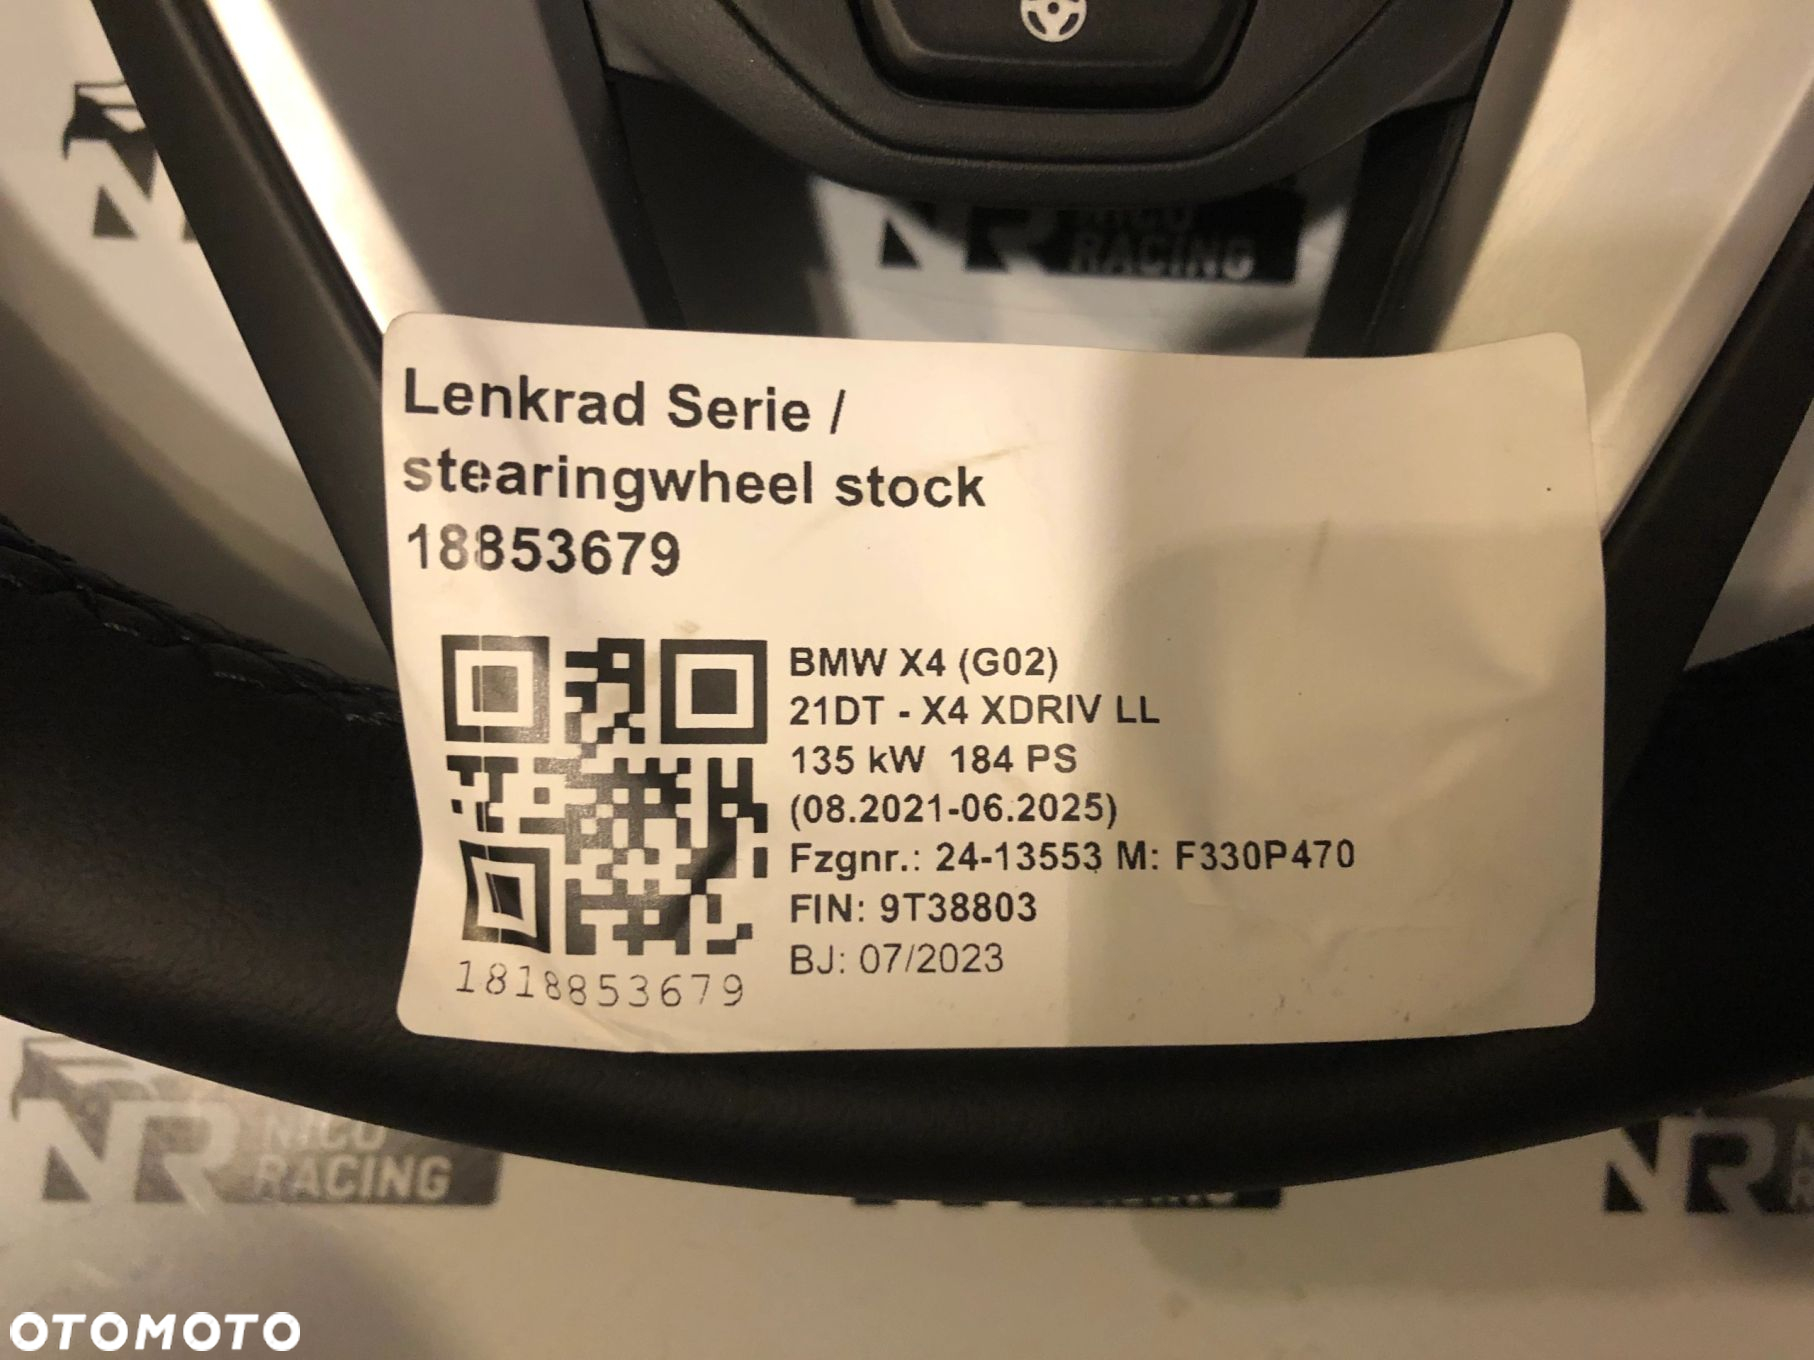 NICO
RACING
Lenkrad Serie /
stearingwheel stock
18853679
BMW X4 (G02)
21DT - X4 XDRIV LL
135 kW 184 PS
(08.2021-06.2025)
Fzgnr.: 24-13553 M: F330P470
FIN: 9T38803
BJ: 07/2023
1818853679
NR NICO
RACING
NR
OTOMOTO